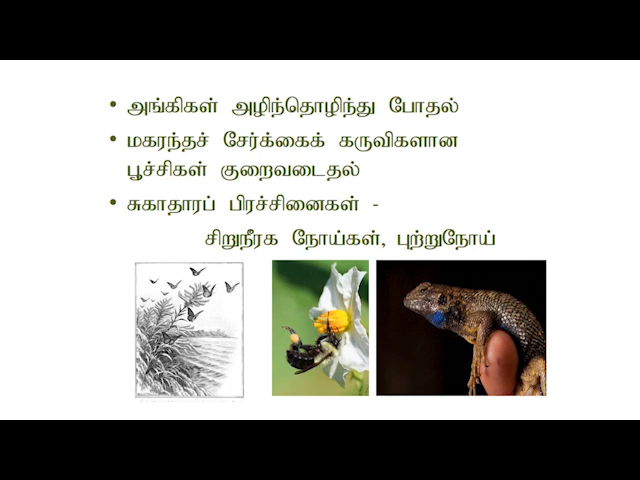 • அங்கிகள் அழிந்தொழிந்து போதல்
• மகரந்தச் சேர்க்கைக் கருவிகளான
பூச்சிகள் குறைவடைதல்
• சுகாதாரப் பிரச்சினைகள் -
சிறுநீரக நோய்கள், புற்றுநோய்